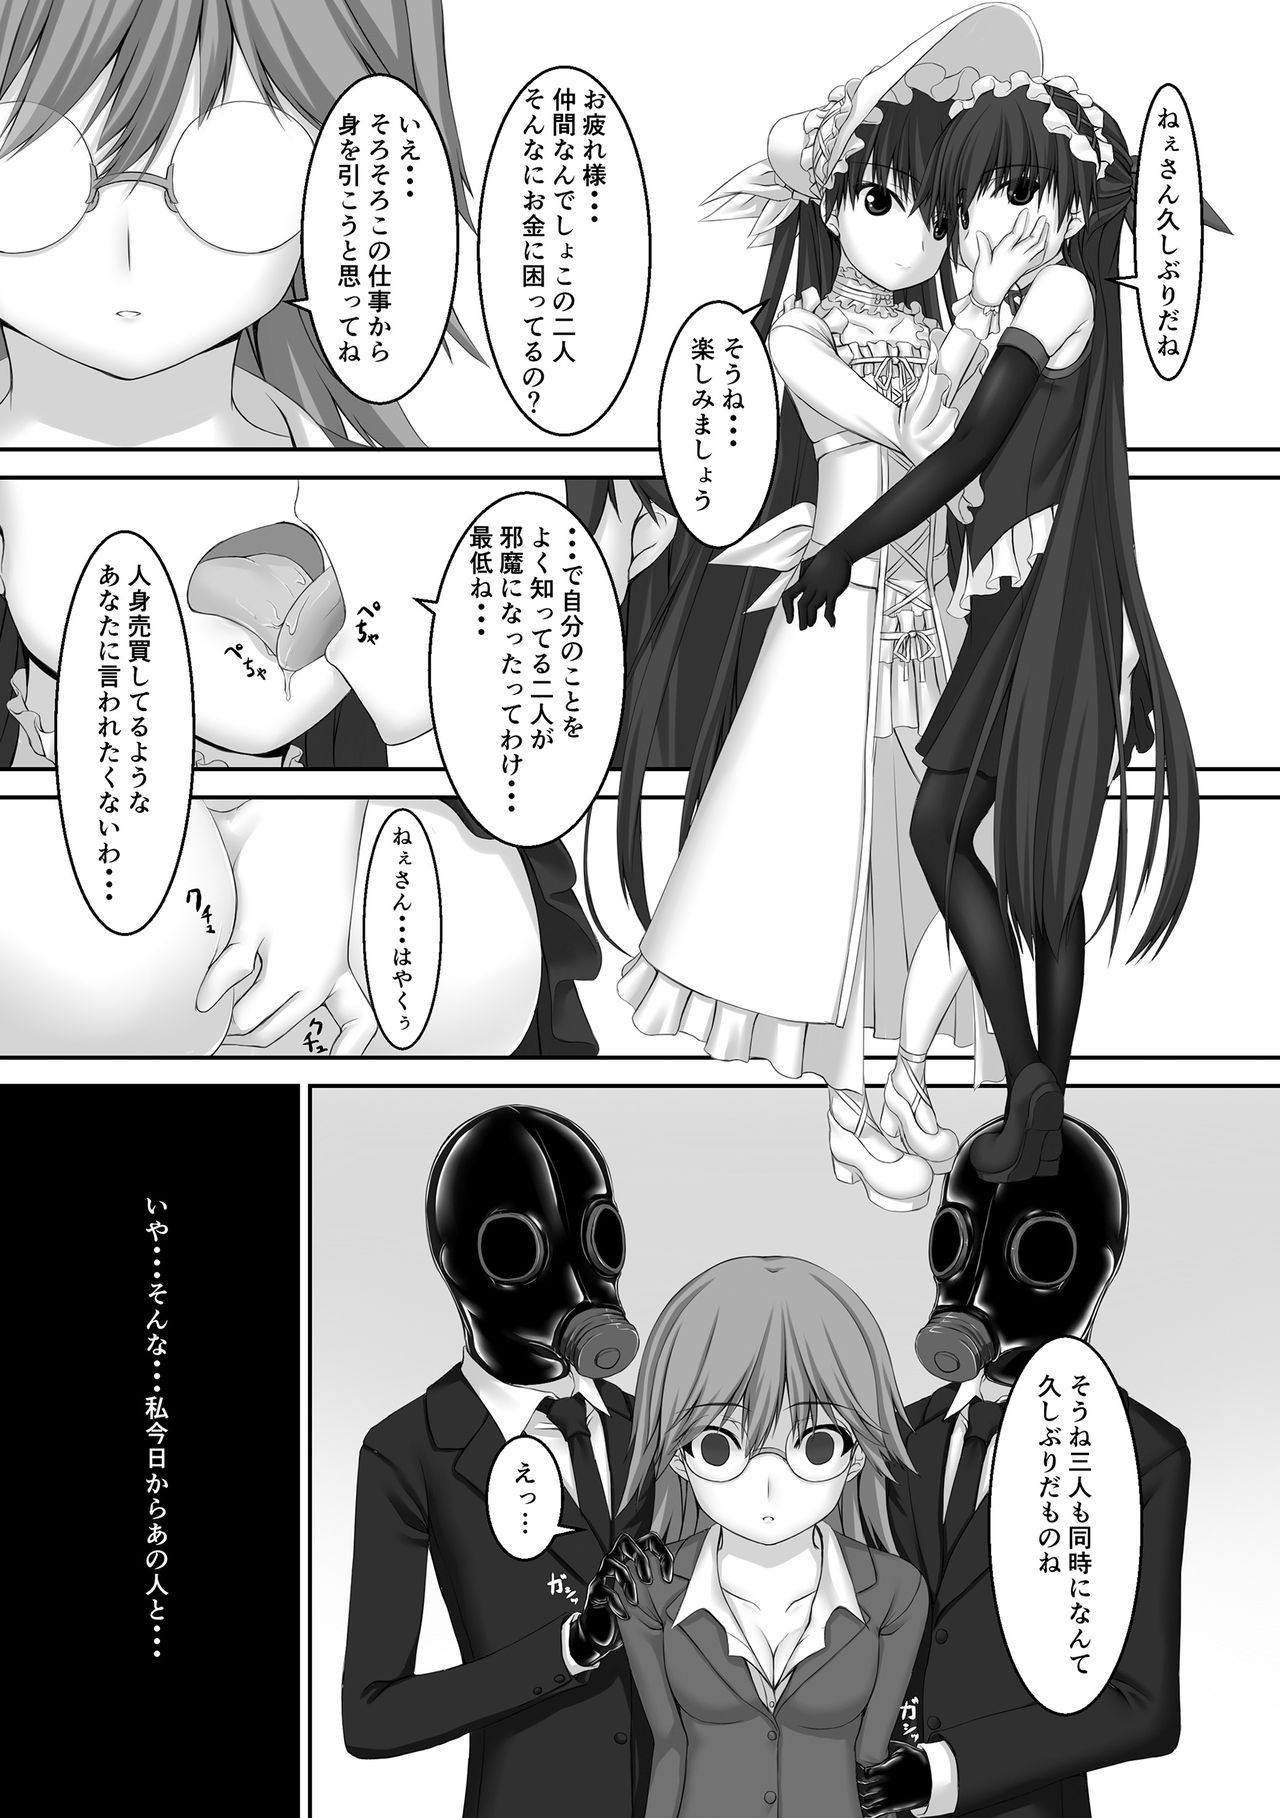 ねぇさん久しぶりだね
そうね・・・
楽しみましょう
お疲れ様・・・
仲間なんでしょこの二人
そんなにお金に困ってるの？
いえ・・・
そろそろこの仕事から
身を引こうと思ってね
・・・で自分のことを
よく知ってる二人が
邪魔になったってわけ・・・
最低ね・・・
ぺちゃ
ぺちゃ
人身売買してるような
あなたに言われたくないわ・・・
ねぇさん・・・はやくぅ
クチュ
クチュ
そうね三人も同時になんて
久しぶりだものね
えっ・・・
ガシッ
ガシッ
いや・・・そんな・・・私今日からあの人と・・・